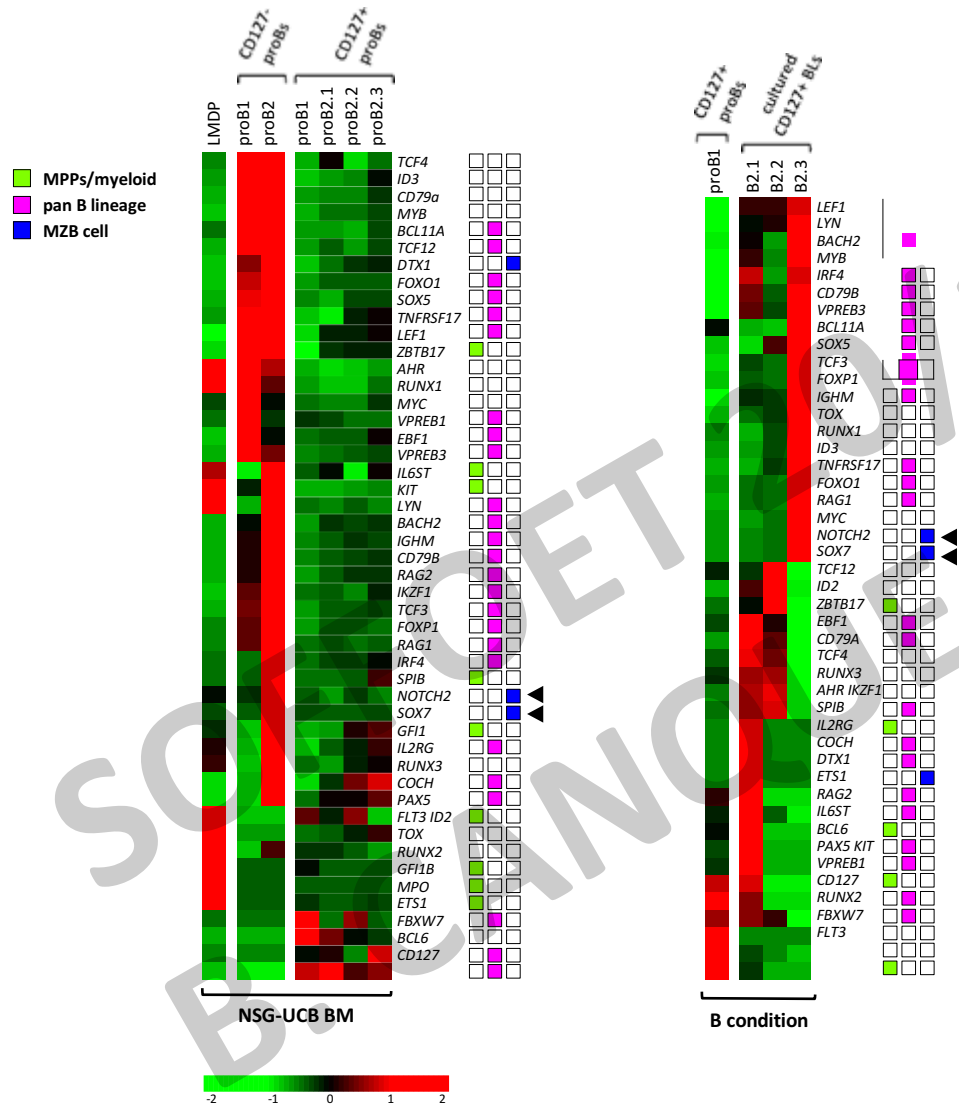 CD127-
proBs
CD127+
proBs
LMDP
proB1
proB2
proB1
proB2.1
proB2.2
proB2.3
MPPs/myeloid
pan B lineage
MZB cell
TCF4
ID3
CD79a
MYB
BCL11A
TCF12
DTX1
FOXO1
SOX5
TNFRSF17
LEF1
ZBTB17
AHR
RUNX1
MYC
VPREB1
EBF1
VPREB3
IL6ST
KIT
LYN
BACH2
IGHM
CD79B
RAG2
IKZF1
TCF3
FOXP1
RAG1
IRF4
SPIB
NOTCH2
SOX7
GFI1
IL2RG
RUNX3
COCH
PAX5
FLT3 ID2
TOX
RUNX2
GFI1B
MPO
ETS1
FBXW7
BCL6
CD127
NSG-UCB BM
-2 -1 0 1 2
CD127+
proBs
cultured
CD127+ BLs
proB1
B2.1
B2.2
B2.3
LEF1
LYN
BACH2
MYB
IRF4
CD79B
VPREB3
BCL11A
SOX5
TCF3
FOXP1
IGHM
TOX
RUNX1
ID3
TNFRSF17
FOXO1
RAG1
MYC
NOTCH2
SOX7
TCF12
ID2
ZBTB17
EBF1
CD79A
TCF4
RUNX3
AHR IKZF1
SPIB
IL2RG
COCH
DTX1
ETS1
RAG2
IL6ST
BCL6
PAX5 KIT
VPREB1
CD127
RUNX2
FBXW7
FLT3
B condition
SOFFOET
B. CANOUE